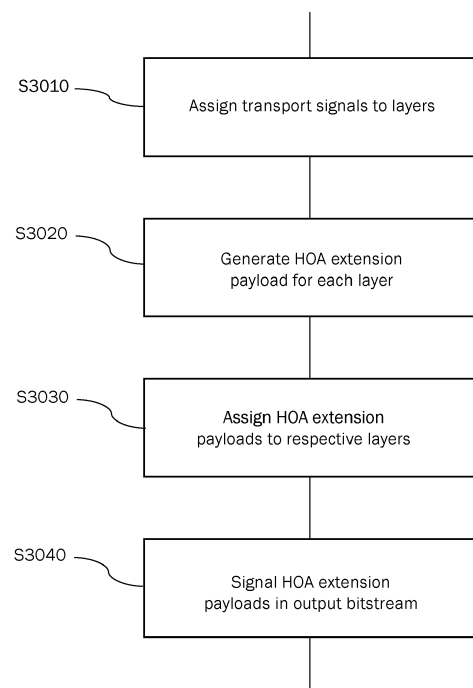 S3010
Assign transport signals to layers
S3020
Generate HOA extension
payload for each layer
S3030
Assign HOA extension
payloads to respective layers
S3040
Signal HOA extension
payloads in output bitstream